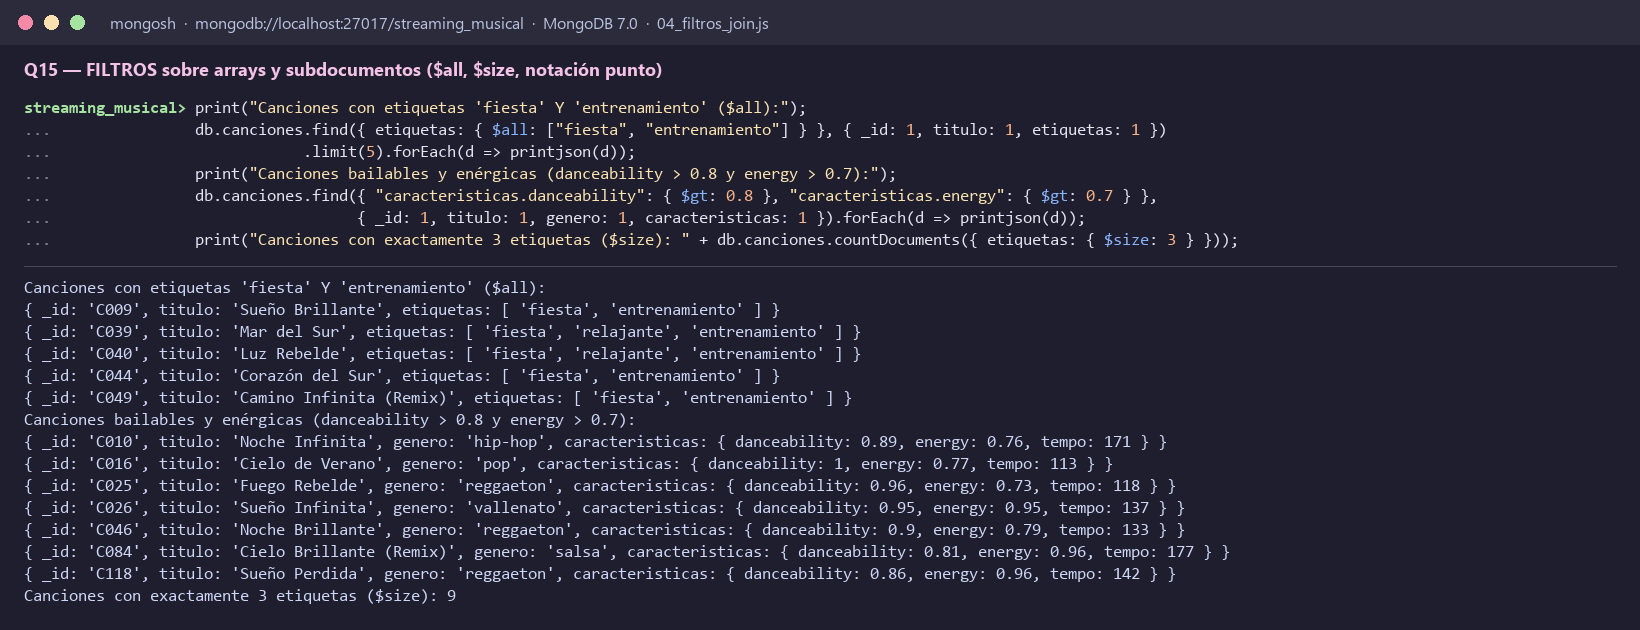 mongosh · mongodb://localhost:27017/streaming_musical · MongoDB 7.0 · 04_filtros_join.js
Q15 — FILTROS sobre arrays y subdocumentos ($all, $size, notación punto)
streaming_musical> print("Canciones con etiquetas 'fiesta' Y 'entrenamiento' ($all):");
... db.canciones.find({ etiquetas: { $all: ["fiesta", "entrenamiento"] } }, { _id: 1, titulo: 1, etiquetas: 1 })
... .limit(5).forEach(d => printjson(d));
... print("Canciones bailables y enérgicas (danceability > 0.8 y energy > 0.7):");
... db.canciones.find({ "caracteristicas.danceability": { $gt: 0.8 }, "caracteristicas.energy": { $gt: 0.7 } },
... { _id: 1, titulo: 1, genero: 1, caracteristicas: 1 }).forEach(d => printjson(d));
... print("Canciones con exactamente 3 etiquetas ($size): " + db.canciones.countDocuments({ etiquetas: { $size: 3 } }));
Canciones con etiquetas 'fiesta' Y 'entrenamiento' ($all):
{ _id: 'C009', titulo: 'Sueño Brillante', etiquetas: [ 'fiesta', 'entrenamiento' ] }
{ _id: 'C039', titulo: 'Mar del Sur', etiquetas: [ 'fiesta', 'relajante', 'entrenamiento' ] }
{ _id: 'C040', titulo: 'Luz Rebelde', etiquetas: [ 'fiesta', 'relajante', 'entrenamiento' ] }
{ _id: 'C044', titulo: 'Corazón del Sur', etiquetas: [ 'fiesta', 'entrenamiento' ] }
{ _id: 'C049', titulo: 'Camino Infinita (Remix)', etiquetas: [ 'fiesta', 'entrenamiento' ] }
Canciones bailables y enérgicas (danceability > 0.8 y energy > 0.7):
{ _id: 'C010', titulo: 'Noche Infinita', genero: 'hip-hop', caracteristicas: { danceability: 0.89, energy: 0.76, tempo: 171 } }
{ _id: 'C016', titulo: 'Cielo de Verano', genero: 'pop', caracteristicas: { danceability: 1, energy: 0.77, tempo: 113 } }
{ _id: 'C025', titulo: 'Fuego Rebelde', genero: 'reggaeton', caracteristicas: { danceability: 0.96, energy: 0.73, tempo: 118 } }
{ _id: 'C026', titulo: 'Sueño Infinita', genero: 'vallenato', caracteristicas: { danceability: 0.95, energy: 0.95, tempo: 137 } }
{ _id: 'C046', titulo: 'Noche Brillante', genero: 'reggaeton', caracteristicas: { danceability: 0.9, energy: 0.79, tempo: 133 } }
{ _id: 'C084', titulo: 'Cielo Brillante (Remix)', genero: 'salsa', caracteristicas: { danceability: 0.81, energy: 0.96, tempo: 177 } }
{ _id: 'C118', titulo: 'Sueño Perdida', genero: 'reggaeton', caracteristicas: { danceability: 0.86, energy: 0.96, tempo: 142 } }
Canciones con exactamente 3 etiquetas ($size): 9